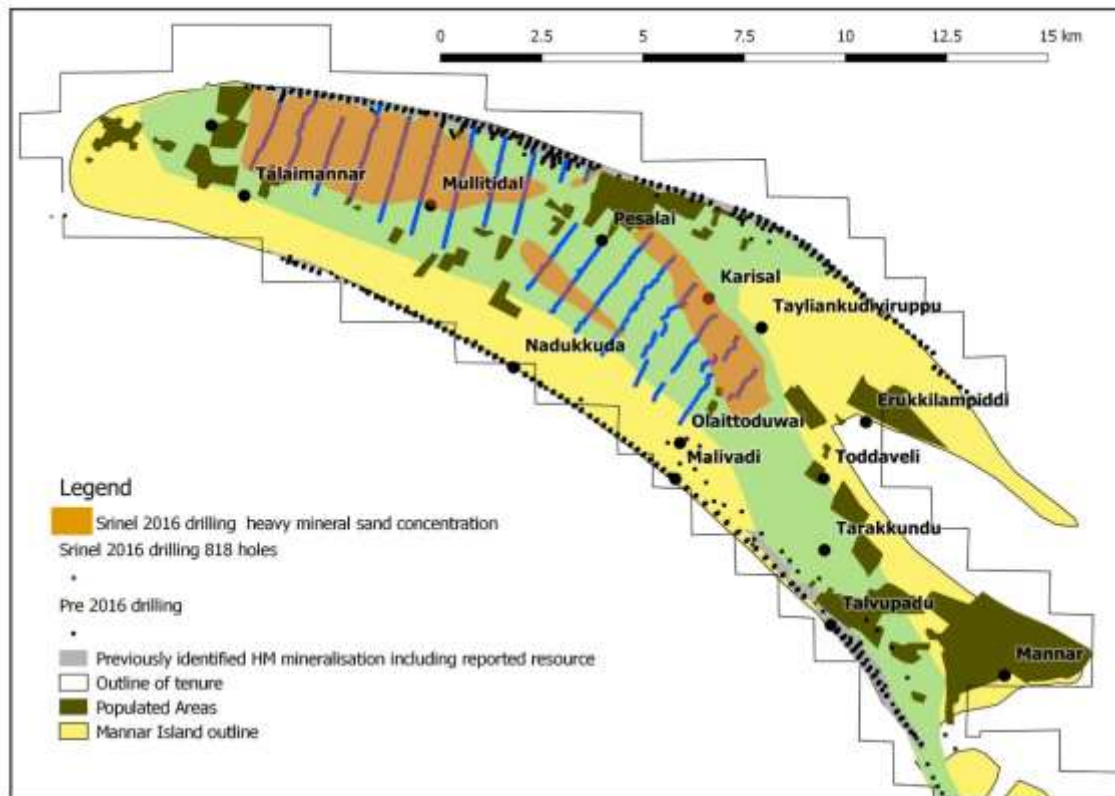 0 2.5 5 7.5 10 12.5 15 km
Talaimannar
Mullitidal
Pesalai
Karisal
Tayliankudiyiruppu
Nadukkuda
Erukkilampiddi
Olaittoduwai
Malivadi
Toddaveli
Tarakkundu
Talvupadu
Mannar
Legend
Srinel 2016 drilling heavy mineral sand concentration
Srinel 2016 drilling 818 holes
Pre 2016 drilling
Previously identified HM mineralisation including reported resource
Outline of tenure
Populated Areas
Mannar Island outline